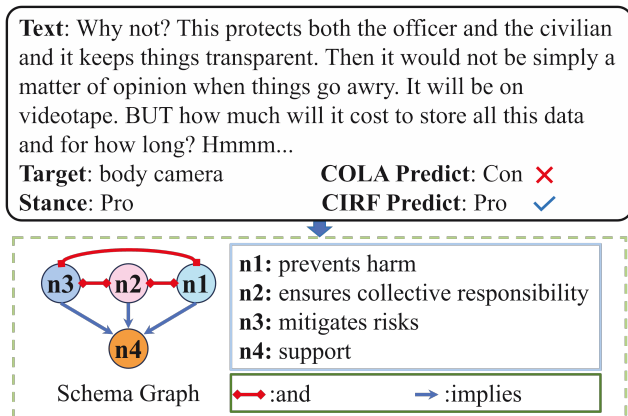 Text: Why not? This protects both the officer and the civilian
and it keeps things transparent. Then it would not be simply a
matter of opinion when things go awry. It will be on
videotape. BUT how much will it cost to store all this data
and for how long? Hmmm...
Target: body camera COLA Predict: Con ✗
Stance: Pro CIRF Predict: Pro ✓
n3 n2 n1
n4
Schema Graph
n1: prevents harm
n2: ensures collective responsibility
n3: mitigates risks
n4: support
:and :implies